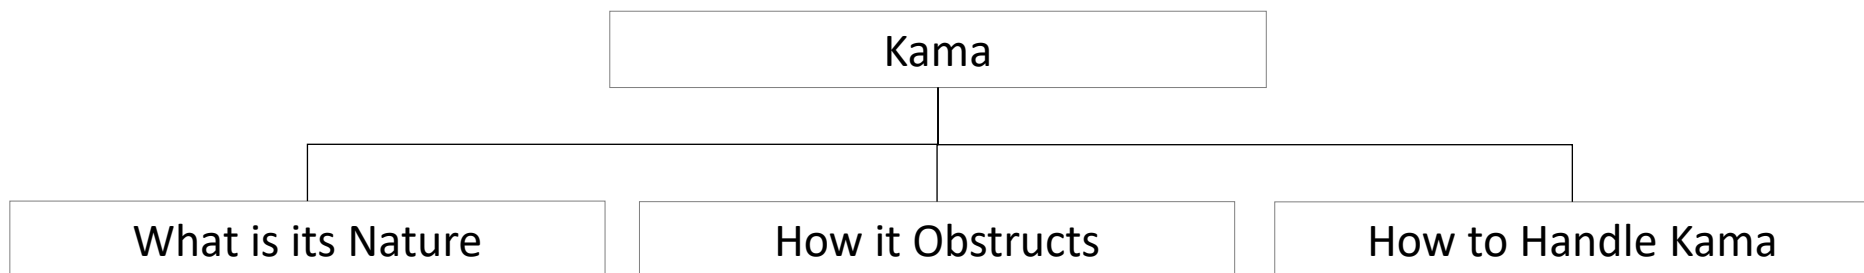 Kama
What is its Nature
How it Obstructs
How to Handle Kama